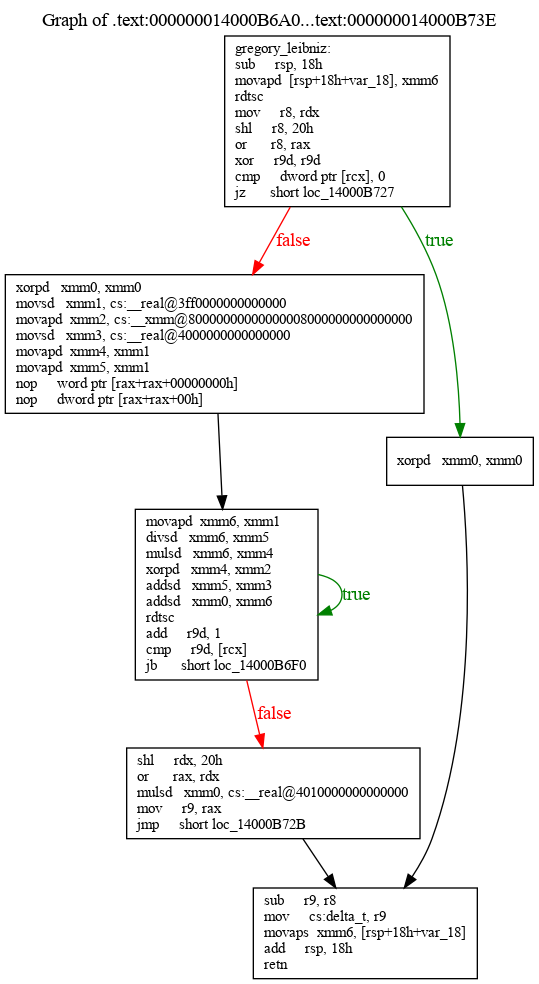 Graph of .text:000000014000B6A0...text:000000014000B73E
gregory_leibniz:
sub rsp, 18h
movapd [rsp+18h+var_18], xmm6
rdtsc
mov r8, rdx
shl r8, 20h
or r8, rax
xor r9d, r9d
cmp dword ptr [rcx], 0
jz short loc_14000B727
false
true
xorpd xmm0, xmm0
movsd xmm1, cs:__real@3ff0000000000000
movapd xmm2, cs:__xmm@80000000000000008000000000000000
movsd xmm3, cs:__real@4000000000000000
movapd xmm4, xmm1
movapd xmm5, xmm1
nop word ptr [rax+rax+00000000h]
nop dword ptr [rax+rax+00h]
xorpd xmm0, xmm0
movapd xmm6, xmm1
divsd xmm6, xmm5
mulsd xmm6, xmm4
xorpd xmm4, xmm2
addsd xmm5, xmm3
addsd xmm0, xmm6
rdtsc
add r9d, 1
cmp r9d, [rcx]
jb short loc_14000B6F0
true
false
shl rdx, 20h
or rax, rdx
mulsd xmm0, cs:__real@4010000000000000
mov r9, rax
jmp short loc_14000B72B
sub r9, r8
mov cs:delta_t, r9
movaps xmm6, [rsp+18h+var_18]
add rsp, 18h
retn